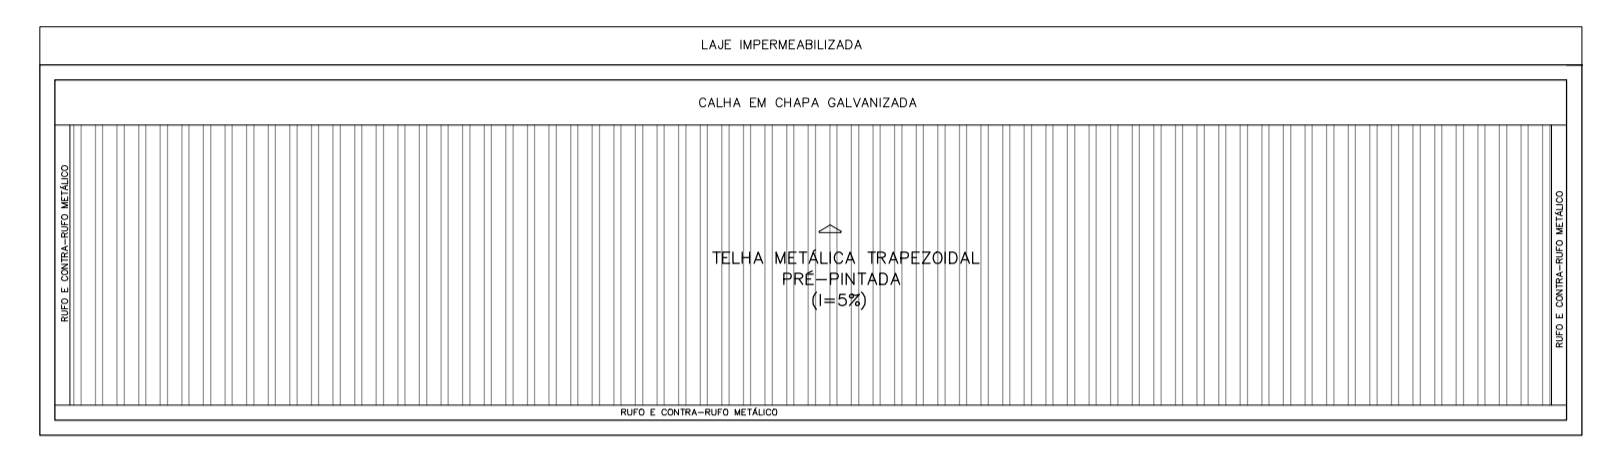 LAJE IMPERMEABILIZADA
CALHA EM CHAPA GALVANIZADA
RUFO E CONTRA-RUFO METÁLICO
TELHA METÁLICA TRAPEZOIDAL
PRÉ-PINTADA
(I=5%)
RUFO E CONTRA-RUFO METÁLICO
RUFO E CONTRA-RUFO METÁLICO